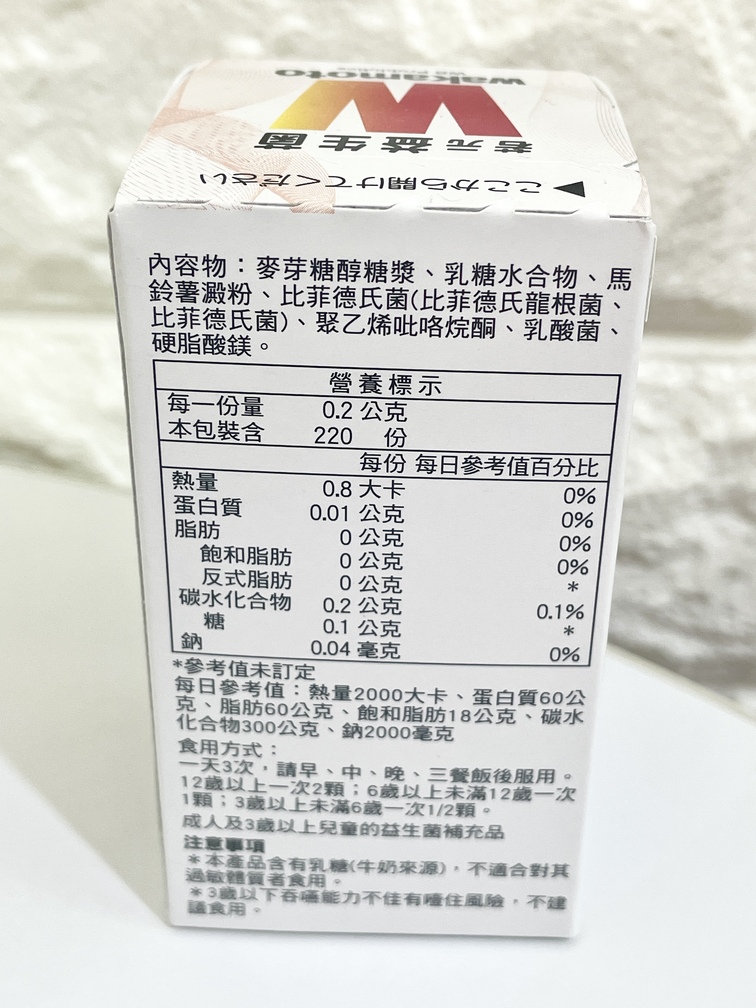 wakamoto
若元益生菌
▶ここから開けてください
內容物：麥芽糖醇糖漿、乳糖水合物、馬
鈴薯澱粉、比菲德氏菌(比菲德氏龍根菌、
比菲德氏菌)、聚乙烯吡咯烷酮、乳酸菌、
硬脂酸鎂。
營養標示
每一份量 0.2 公克
本包裝含 220 份
每份 每日參考值百分比
熱量 0.8 大卡 0%
蛋白質 0.01 公克 0%
脂肪 0 公克 0%
飽和脂肪 0 公克 0%
反式脂肪 0 公克 *
碳水化合物 0.2 公克 0.1%
糖 0.1 公克 *
鈉 0.04 毫克 0%
*參考值未訂定
每日參考值：熱量2000大卡、蛋白質60公
克、脂肪60公克、飽和脂肪18公克、碳水
化合物300公克、鈉2000毫克
食用方式：
一天3次，請早、中、晚、三餐飯後服用。
12歲以上一次2顆；6歲以上未滿12歲一次
1顆；3歲以上未滿6歲一次1/2顆。
成人及3歲以上兒童的益生菌補充品
注意事項
＊本產品含有乳糖(牛奶來源)，不適合對其
過敏體質者食用。
＊3歲以下吞嚥能力不佳有噎住風險，不建
議食用。